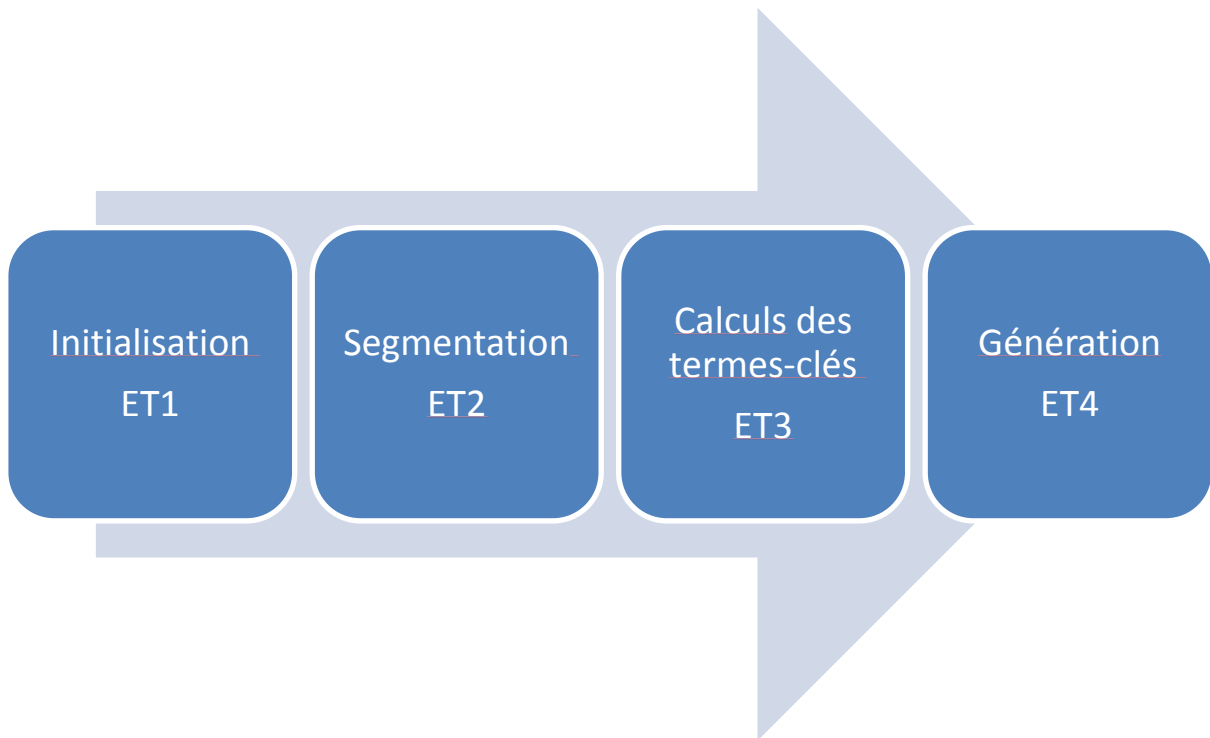 Initialisation
ET1
Segmentation
ET2
Calculs des
termes-clés
ET3
Génération
ET4